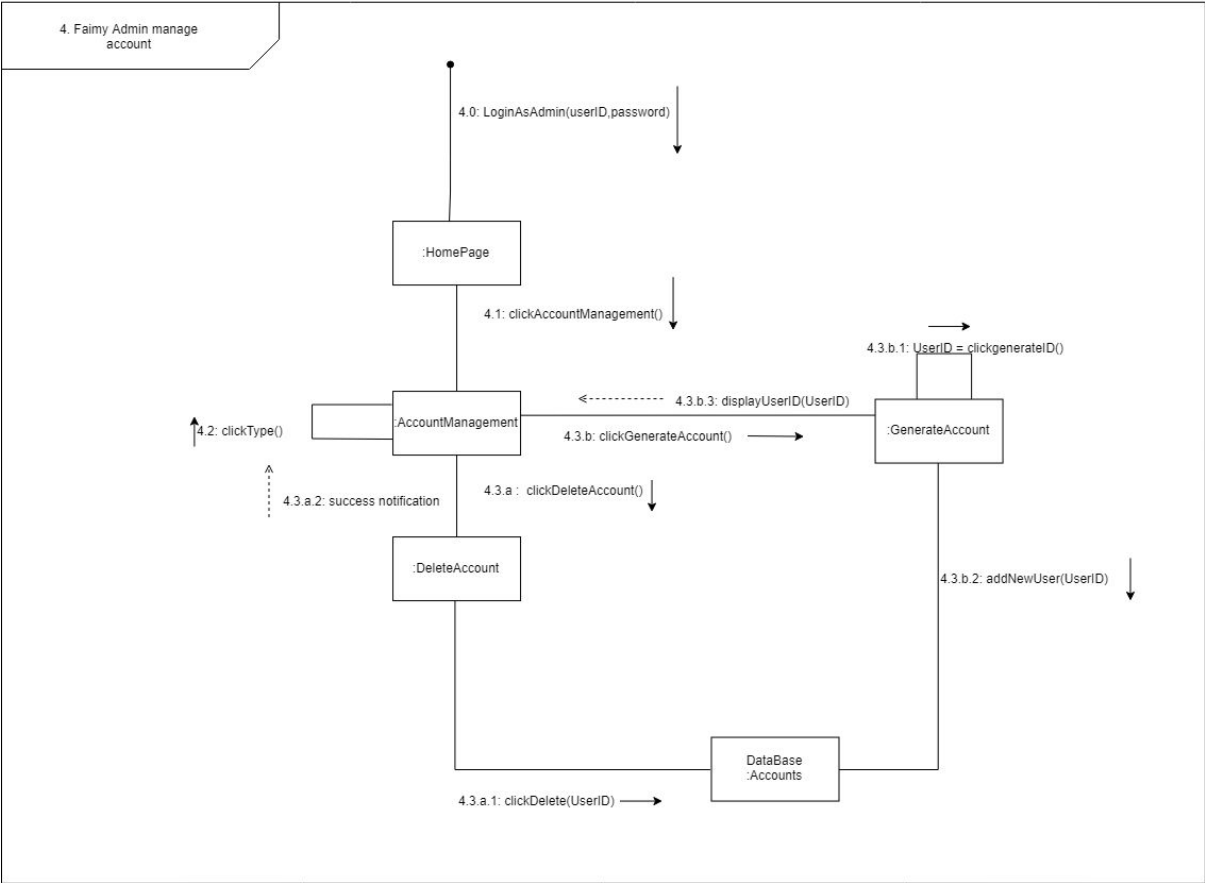 4. Faimy Admin manage
account
4.0: LoginAsAdmin(userID,password)
:HomePage
4.1: clickAccountManagement()
4.3.b.1: UserID = clickgenerateID()
4.3.b.3: displayUserID(UserID)
:AccountManagement
4.2: clickType()
4.3.b: clickGenerateAccount()
:GenerateAccount
4.3.a.2: success notification
4.3.a : clickDeleteAccount()
:DeleteAccount
4.3.b.2: addNewUser(UserID)
DataBase
:Accounts
4.3.a.1: clickDelete(UserID)